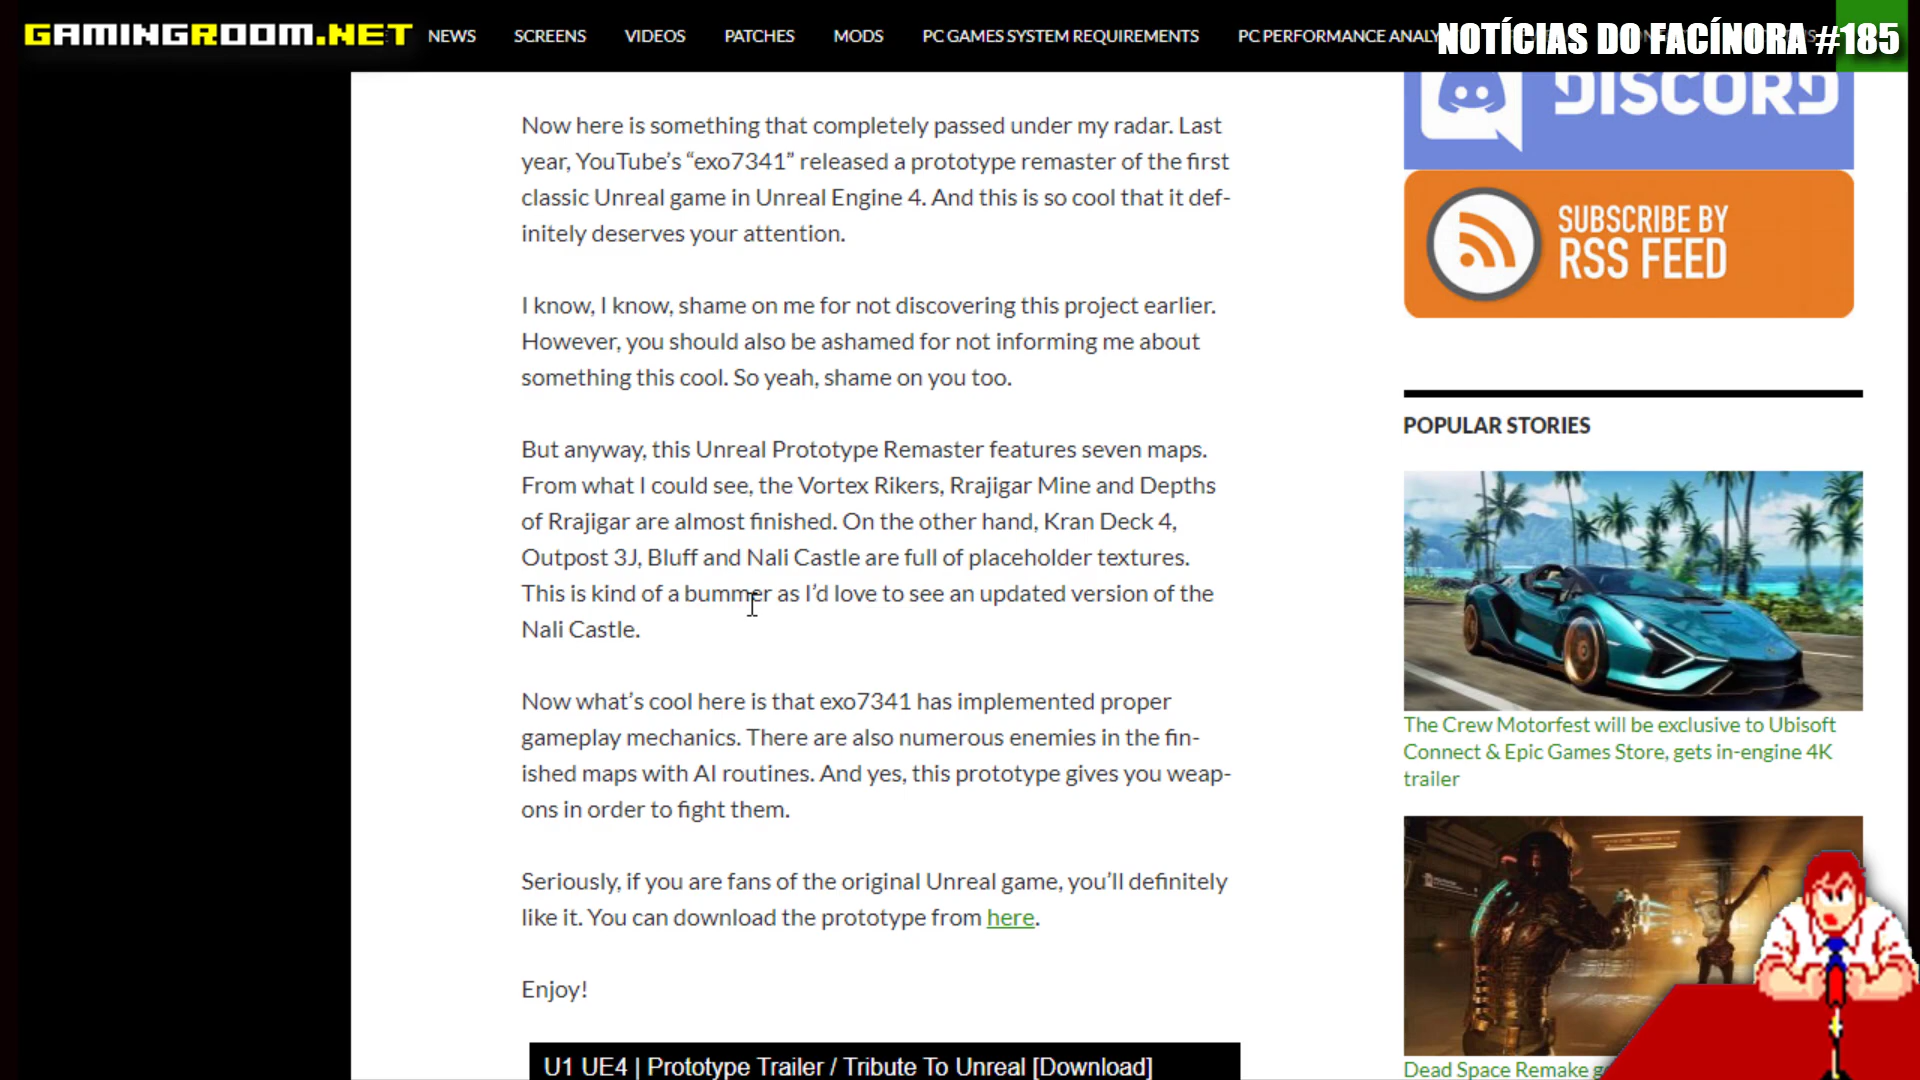 GAMINGROOM.NET
NEWS SCREENS VIDEOS PATCHES MODS PC GAMES SYSTEM REQUIREMENTS PC PERFORMANCE ANALY
NOTÍCIAS DO FACÍNORA #185
Now here is something that completely passed under my radar. Last
year, YouTube’s “exo7341” released a prototype remaster of the first
classic Unreal game in Unreal Engine 4. And this is so cool that it def-
initely deserves your attention.
I know, I know, shame on me for not discovering this project earlier.
However, you should also be ashamed for not informing me about
something this cool. So yeah, shame on you too.
But anyway, this Unreal Prototype Remaster features seven maps.
From what I could see, the Vortex Rikers, Rrajigar Mine and Depths
of Rrajigar are almost finished. On the other hand, Kran Deck 4,
Outpost 3J, Bluff and Nali Castle are full of placeholder textures.
This is kind of a bummer as I’d love to see an updated version of the
Nali Castle.
Now what’s cool here is that exo7341 has implemented proper
gameplay mechanics. There are also numerous enemies in the fin-
ished maps with AI routines. And yes, this prototype gives you weap-
ons in order to fight them.
Seriously, if you are fans of the original Unreal game, you’ll definitely
like it. You can download the prototype from here.
Enjoy!
U1 UE4 | Prototype Trailer / Tribute To Unreal [Download]
DISCORD
SUBSCRIBE BY
RSS FEED
POPULAR STORIES
The Crew Motorfest will be exclusive to Ubisoft
Connect & Epic Games Store, gets in-engine 4K
trailer
Dead Space Remake